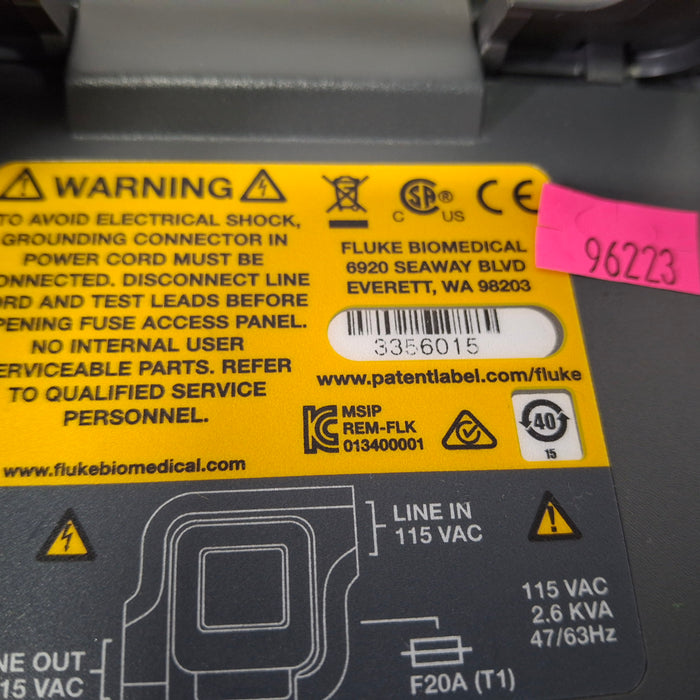 WARNING
TO AVOID ELECTRICAL SHOCK,
GROUNDING CONNECTOR IN
POWER CORD MUST BE
ONNECTED. DISCONNECT LINE
ORD AND TEST LEADS BEFORE
PENING FUSE ACCESS PANEL.
NO INTERNAL USER
ERVICEABLE PARTS. REFER
TO QUALIFIED SERVICE
PERSONNEL.
www.flukebiomedical.com
C SA ® C US CE
FLUKE BIOMEDICAL
6920 SEAWAY BLVD
EVERETT, WA 98203
3356015
www.patentlabel.com/fluke
MSIP
REM-FLK
013400001
40
15
96223
LINE IN
115 VAC
115 VAC
2.6 KVA
47/63Hz
NE OUT
15 VAC
F20A (T1)